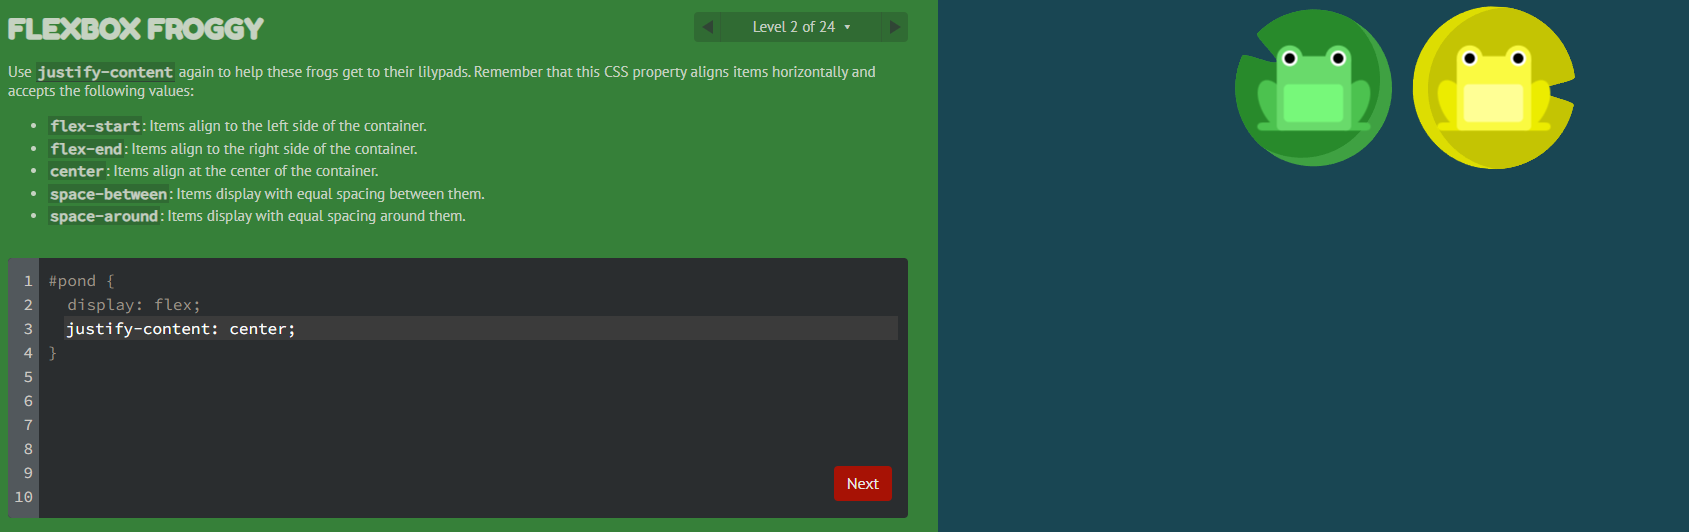 FLEXBOX FROGGY
◀ Level 2 of 24 ▾ ▶
Use justify-content again to help these frogs get to their lilypads. Remember that this CSS property aligns items horizontally and
accepts the following values:
• flex-start: Items align to the left side of the container.
• flex-end: Items align to the right side of the container.
• center: Items align at the center of the container.
• space-between: Items display with equal spacing between them.
• space-around: Items display with equal spacing around them.
1 #pond {
2 display: flex;
3 justify-content: center;
4 }
5
6
7
8
9
10
Next